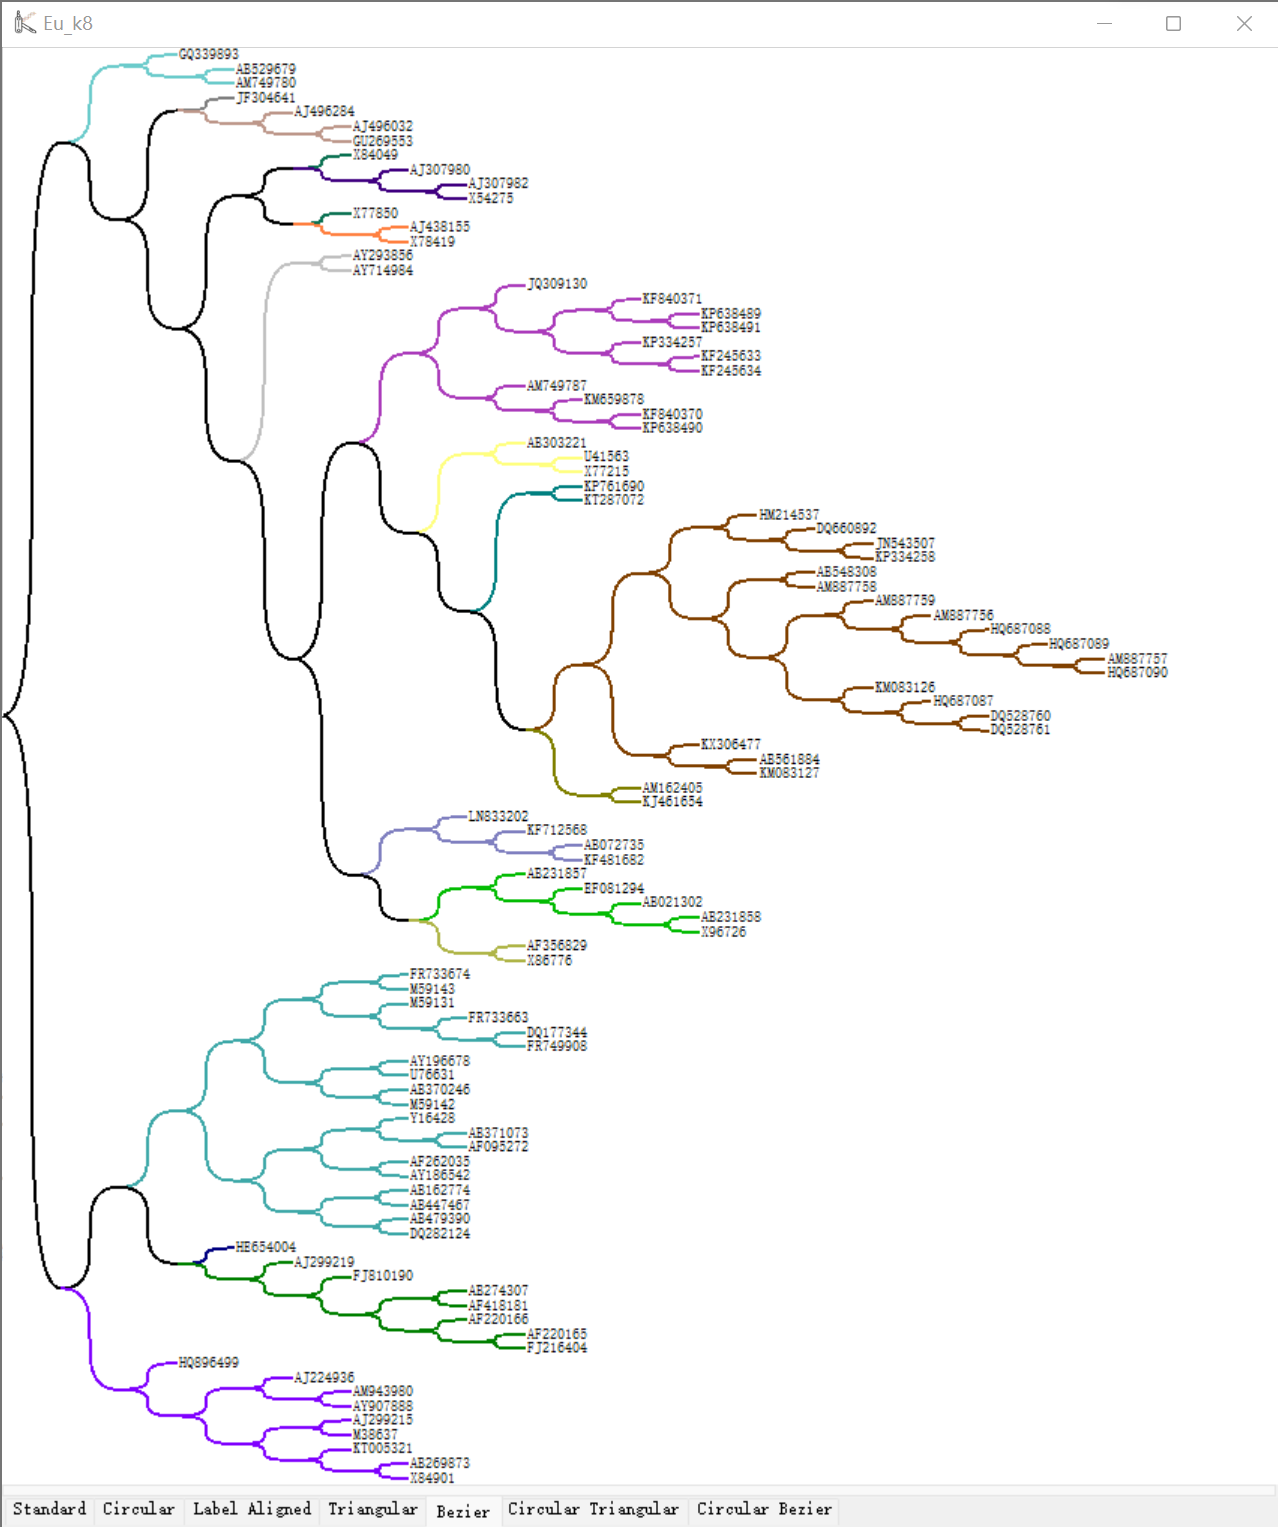 Eu_k8
GQ339893
AB529679
AM749780
JF304641
AJ496284
AJ496032
GU269553
X84049
AJ307980
AJ307982
X54275
X77850
AJ438155
X78419
AY293856
AY714984
JQ309130
KF840371
KP638489
KP638491
KP334257
KF245633
KF245634
AM749787
KM659878
KF840370
KP638490
AB303221
U41563
X77215
KP761690
KT287072
HM214537
DQ660892
JN543507
KP334258
AB548308
AM887758
AM887759
AM887756
HQ687088
HQ687089
AM887757
HQ687090
KM083126
HQ687087
DQ528760
DQ528761
KX306477
AB561884
KM083127
AM162405
KJ461654
LN833202
KF712568
AB072735
KF481682
AB231857
EF081294
AB021302
AB231858
X96726
AF356829
X86776
FR733674
M59143
M59131
FR733663
DQ177344
FR749908
AY196678
U76631
AB370246
M59142
Y16428
AB371073
AF095272
AF262035
AY186542
AB162774
AB447467
AB479390
DQ282124
HE654004
AJ299219
FJ810190
AB274307
AF418181
AF220166
AF220165
FJ216404
HQ896499
AJ224936
AM943980
AY907888
AJ299215
M38637
KT005321
AB269873
X84901
Standard Circular Label Aligned Triangular Bezier Circular Triangular Circular Bezier